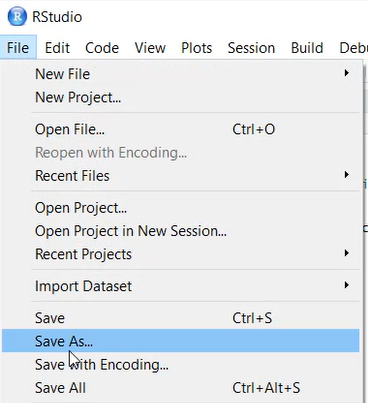 R RStudio
File Edit Code View Plots Session Build Debu
New File
New Project...
Open File... Ctrl+O
Reopen with Encoding...
Recent Files
Open Project...
Open Project in New Session...
Recent Projects
Import Dataset
Save Ctrl+S
Save As...
Save with Encoding...
Save All Ctrl+Alt+S